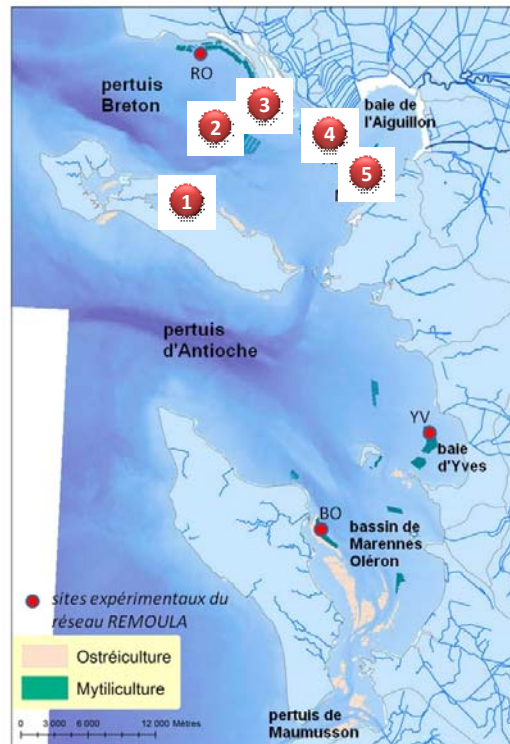 RO
pertuis
Breton
3
2
4
baie de
l'Aiguillon
5
1
pertuis
d'Antioche
YV
baie
d'Yves
BO
bassin de
Marennes
Oléron
sites expérimentaux du
réseau REMOULA
Ostréiculture
Mytiliculture
0 3 000 6 000 12 000 Mètres
pertuis de
Maumusson